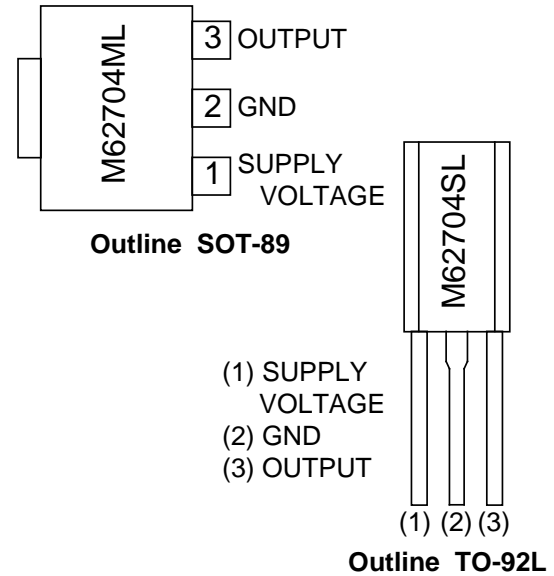 M62704ML
3 OUTPUT
2 GND
1 SUPPLY
VOLTAGE
Outline SOT-89
M62704SL
(1) SUPPLY
VOLTAGE
(2) GND
(3) OUTPUT
(1) (2) (3)
Outline TO-92L